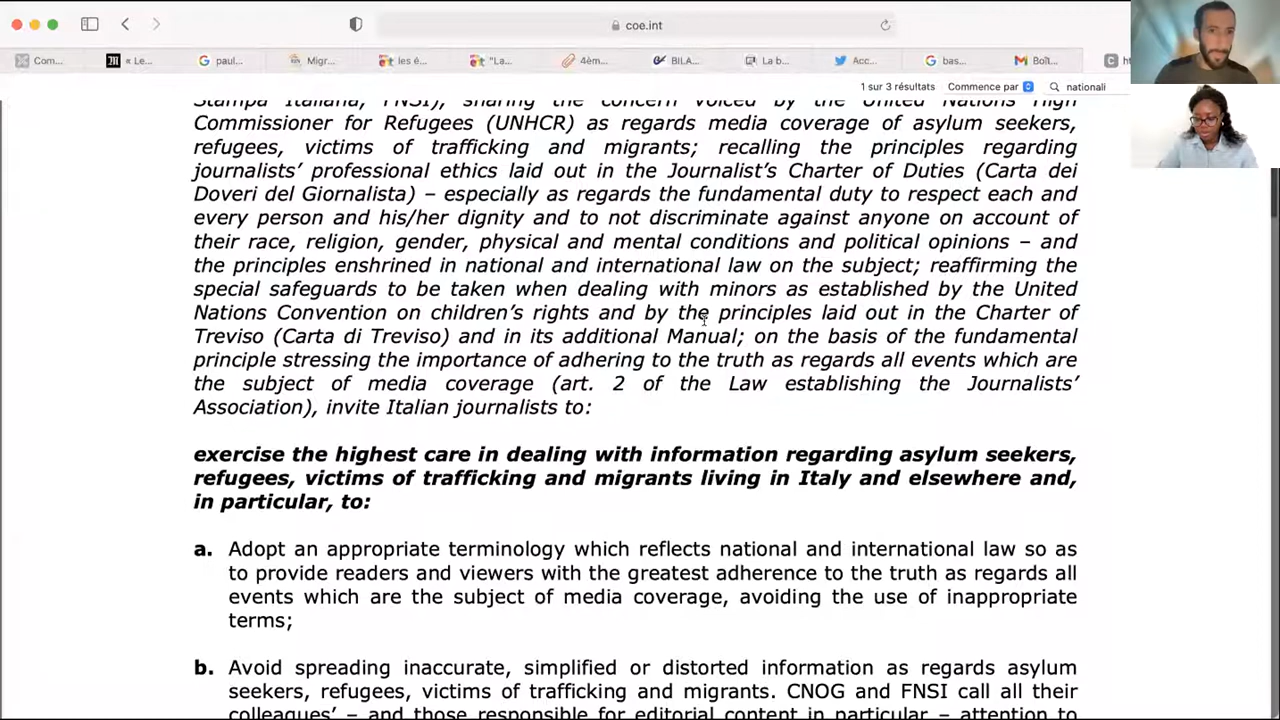 coe.int
Com... « Le... paul... Migr... les é... "La... 4èm... BILA... La b... Acc... bas... Boît...
1 sur 3 résultats Commence par nationali
Stampa Italiana, FNSI), sharing the concern voiced by the United Nations High
Commissioner for Refugees (UNHCR) as regards media coverage of asylum seekers,
refugees, victims of trafficking and migrants; recalling the principles regarding
journalists’ professional ethics laid out in the Journalist’s Charter of Duties (Carta dei
Doveri del Giornalista) – especially as regards the fundamental duty to respect each and
every person and his/her dignity and to not discriminate against anyone on account of
their race, religion, gender, physical and mental conditions and political opinions – and
the principles enshrined in national and international law on the subject; reaffirming the
special safeguards to be taken when dealing with minors as established by the United
Nations Convention on children’s rights and by the principles laid out in the Charter of
Treviso (Carta di Treviso) and in its additional Manual; on the basis of the fundamental
principle stressing the importance of adhering to the truth as regards all events which are
the subject of media coverage (art. 2 of the Law establishing the Journalists’
Association), invite Italian journalists to:
exercise the highest care in dealing with information regarding asylum seekers,
refugees, victims of trafficking and migrants living in Italy and elsewhere and,
in particular, to:
a. Adopt an appropriate terminology which reflects national and international law so as
to provide readers and viewers with the greatest adherence to the truth as regards all
events which are the subject of media coverage, avoiding the use of inappropriate
terms;
b. Avoid spreading inaccurate, simplified or distorted information as regards asylum
seekers, refugees, victims of trafficking and migrants. CNOG and FNSI call all their
colleagues’ – and those responsible for editorial content in particular – attention to